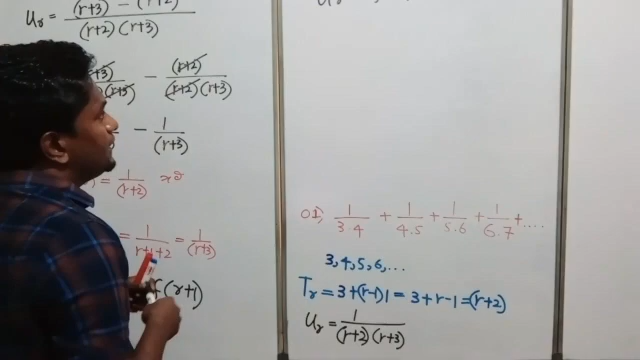 Ur = (r+3) - (r+2) / (r+2)(r+3)
(r+3) / (r+3) - (r+2) / (r+2)(r+3)
- 1/(r+3)
= 1/(r+2)
= 1/(r+1+2) = 1/(r+3)
f(r+1)
01) 1/3.4 + 1/4.5 + 1/5.6 + 1/6.7 + ....
3,4,5,6,...
Tr = 3+(r-1)1 = 3+r-1 = (r+2)
Ur = 1/(r+2)(r+3)